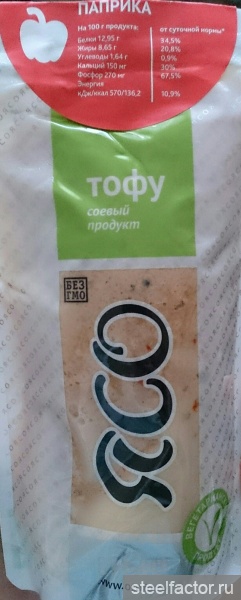 ПАПРИКА
На 100 г продукта: от суточной нормы*
Белки 12,95 г 34,5%
Жиры 8,65 г 20,8%
Углеводы 1,64 г 0,9%
Кальций 350 мг 30%
Фосфор 270 мг 67,5%
Энергия
кДж/ккал 570/136,2 10,9%
тофу
соевый
продукт
БЕЗ
ГМО
ЯСО
steelfactor.ru